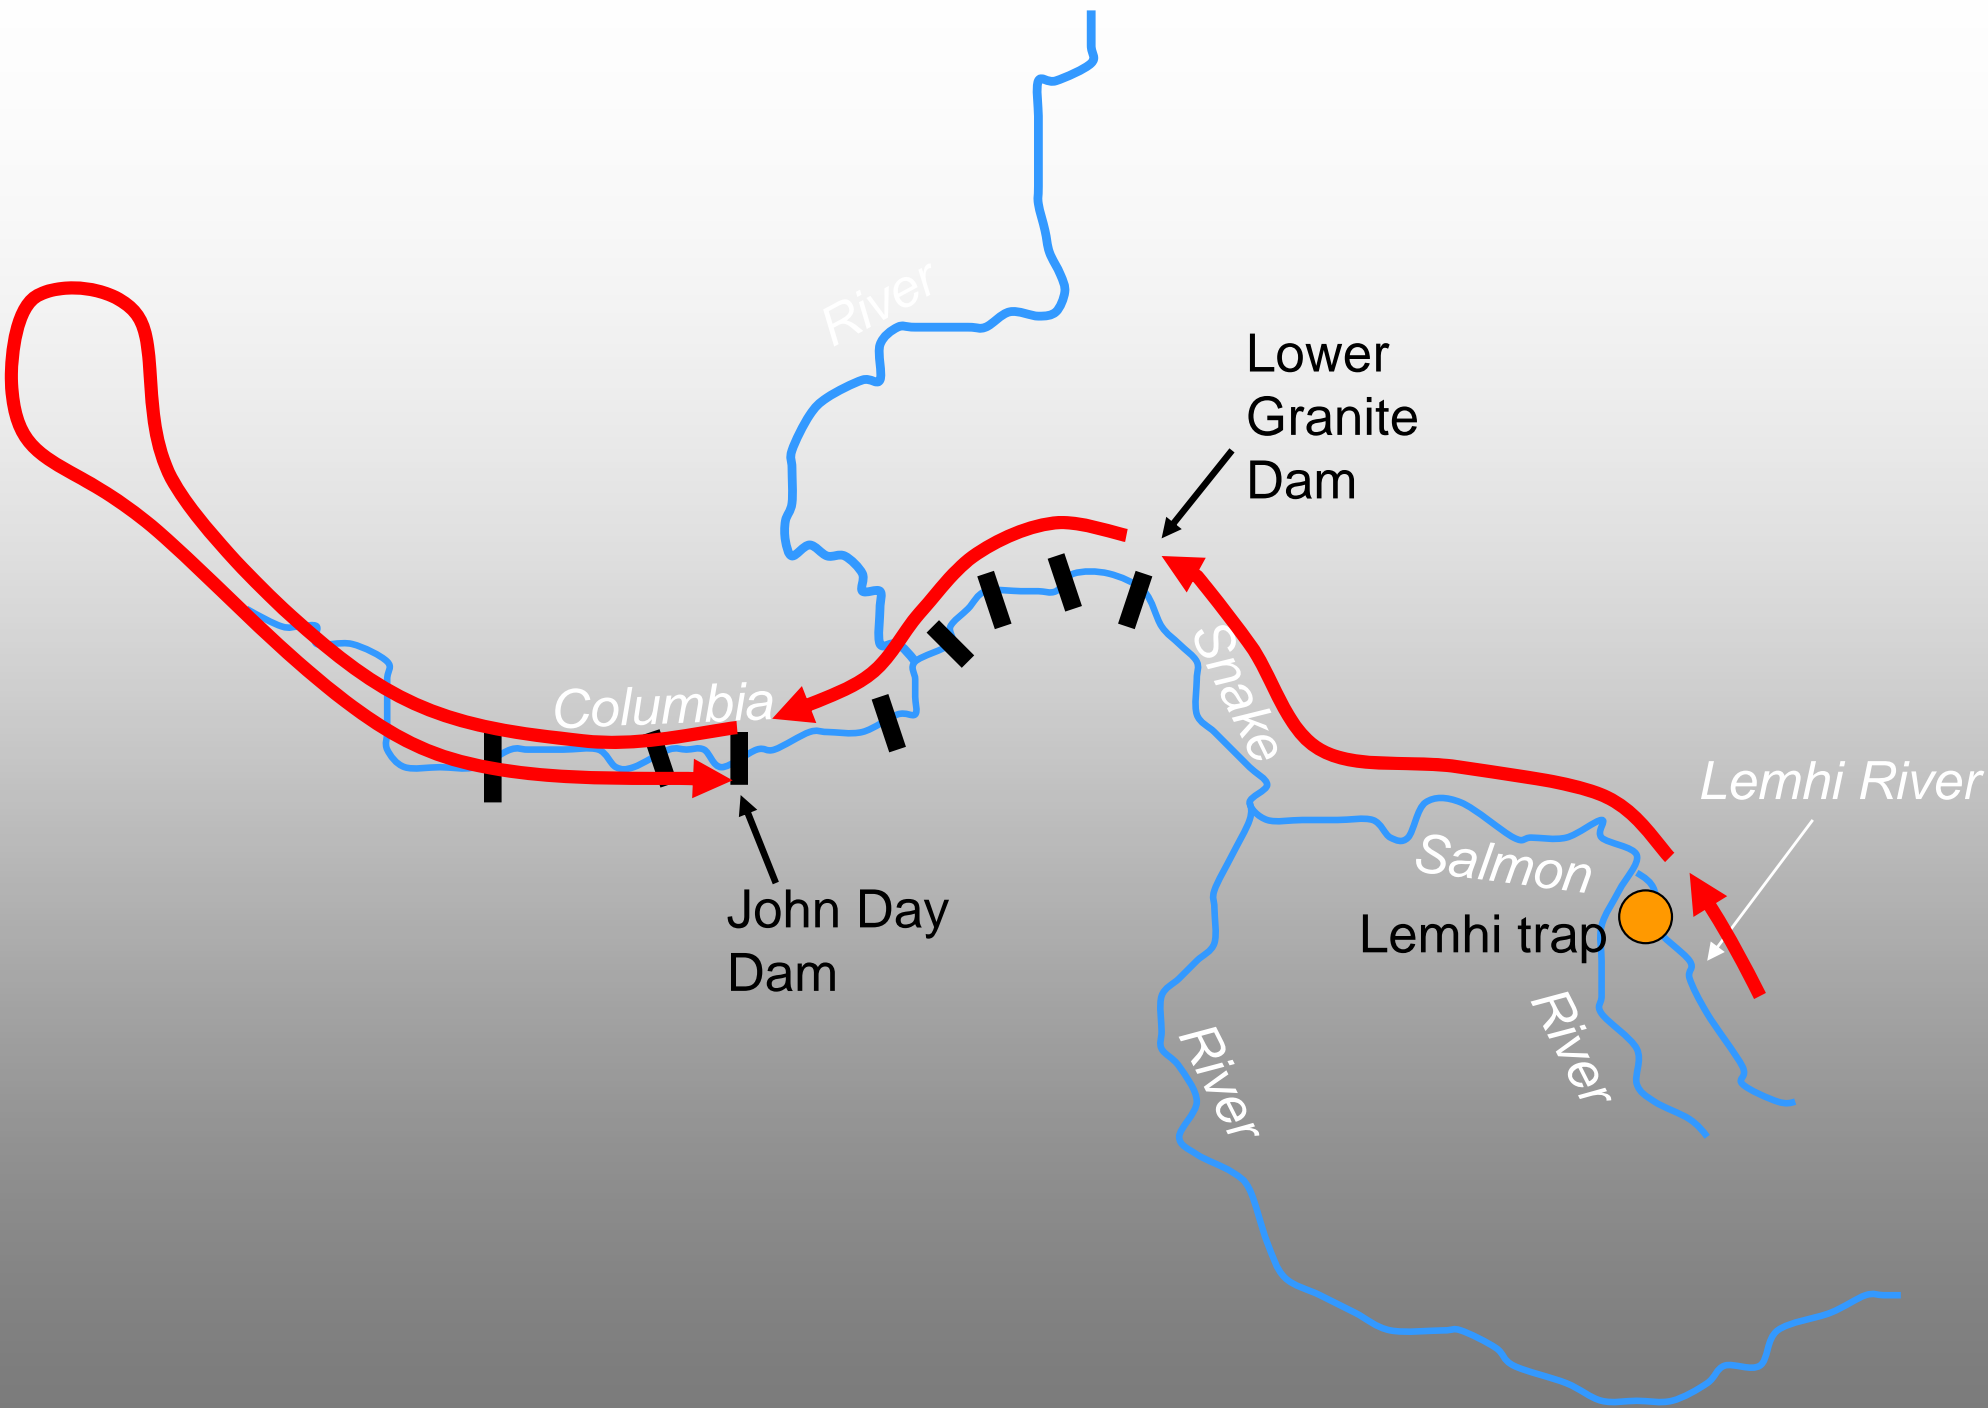 River
Lower
Granite
Dam
Snake
Columbia
Lemhi River
Salmon
John Day
Dam
Lemhi trap
River
River